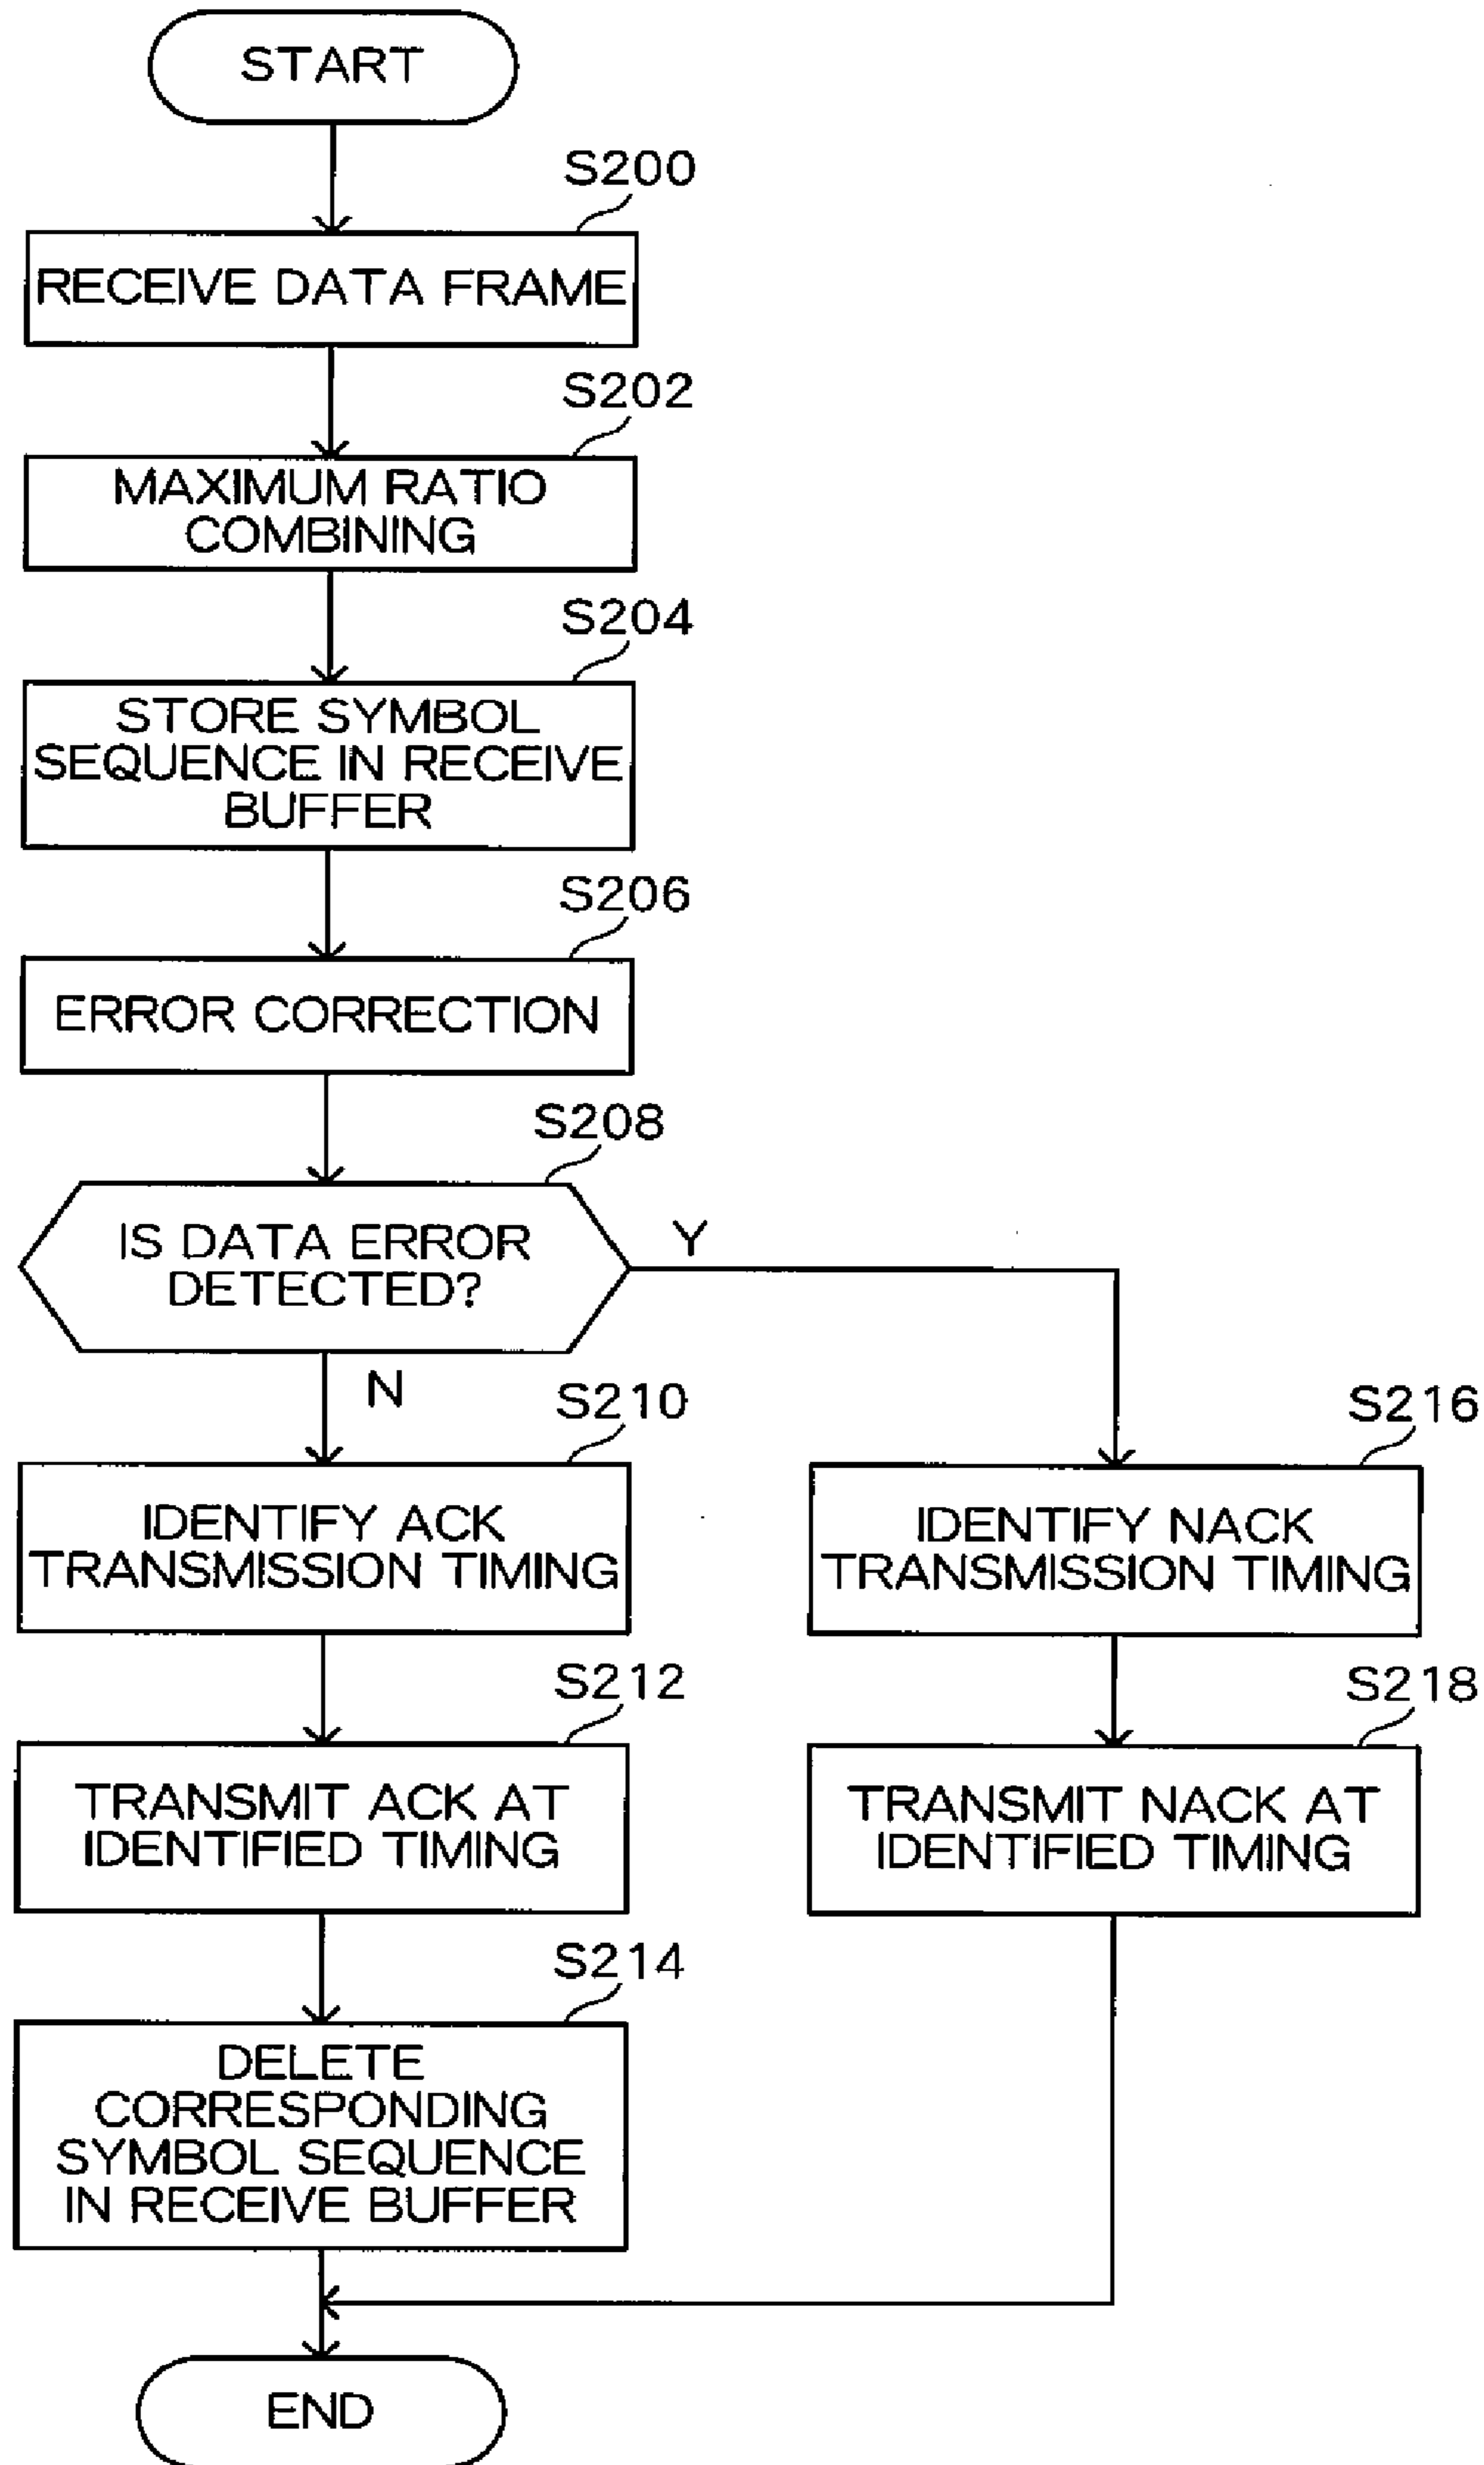 START
S200
RECEIVE DATA FRAME
S202
MAXIMUM RATIO
COMBINING
S204
STORE SYMBOL
SEQUENCE IN RECEIVE
BUFFER
S206
ERROR CORRECTION
S208
IS DATA ERROR
DETECTED?
Y
N
S210
IDENTIFY ACK
TRANSMISSION TIMING
S216
IDENTIFY NACK
TRANSMISSION TIMING
S212
TRANSMIT ACK AT
IDENTIFIED TIMING
S218
TRANSMIT NACK AT
IDENTIFIED TIMING
S214
DELETE
CORRESPONDING
SYMBOL SEQUENCE
IN RECEIVE BUFFER
END